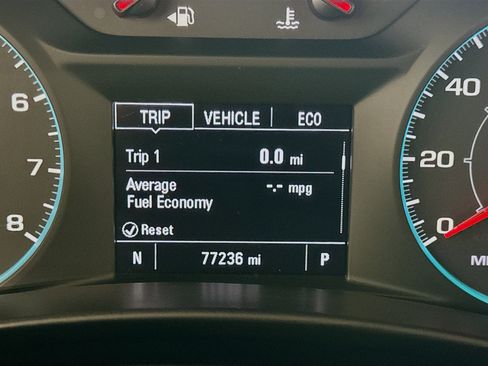 TRIP VEHICLE ECO
Trip 1 0.0 mi
Average -.- mpg
Fuel Economy
Reset
N 77236 mi P
6
7
8
40
20
0